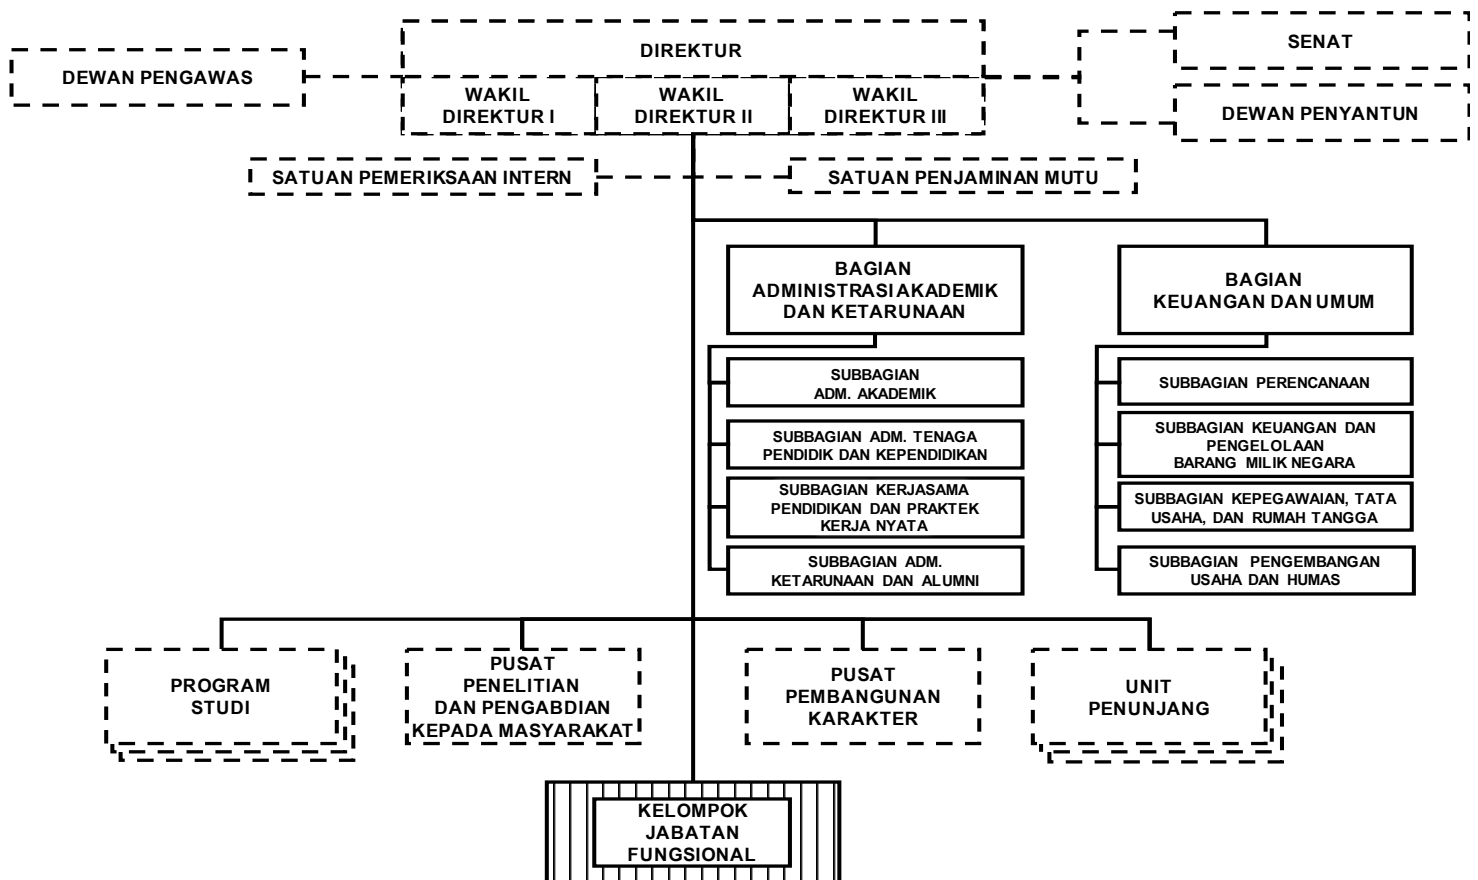 DIREKTUR
SENAT
DEWAN PENGAWAS
WAKIL
DIREKTUR I
WAKIL
DIREKTUR II
WAKIL
DIREKTUR III
DEWAN PENYANTUN
SATUAN PEMERIKSAAN INTERN
SATUAN PENJAMINAN MUTU
BAGIAN
ADMINISTRASI AKADEMIK
DAN KETARUNAAN
BAGIAN
KEUANGAN DAN UMUM
SUBBAGIAN
ADM. AKADEMIK
SUBBAGIAN ADM. TENAGA
PENDIDIK DAN KEPENDIDIKAN
SUBBAGIAN KERJASAMA
PENDIDIKAN DAN PRAKTEK
KERJA NYATA
SUBBAGIAN ADM.
KETARUNAAN DAN ALUMNI
SUBBAGIAN PERENCANAAN
SUBBAGIAN KEUANGAN DAN
PENGELOLAAN
BARANG MILIK NEGARA
SUBBAGIAN KEPEGAWAIAN, TATA
USAHA, DAN RUMAH TANGGA
SUBBAGIAN PENGEMBANGAN
USAHA DAN HUMAS
PROGRAM
STUDI
PUSAT
PENELITIAN
DAN PENGABDIAN
KEPADA MASYARAKAT
PUSAT
PEMBANGUNAN
KARAKTER
UNIT
PENUNJANG
KELOMPOK
JABATAN
FUNGSIONAL